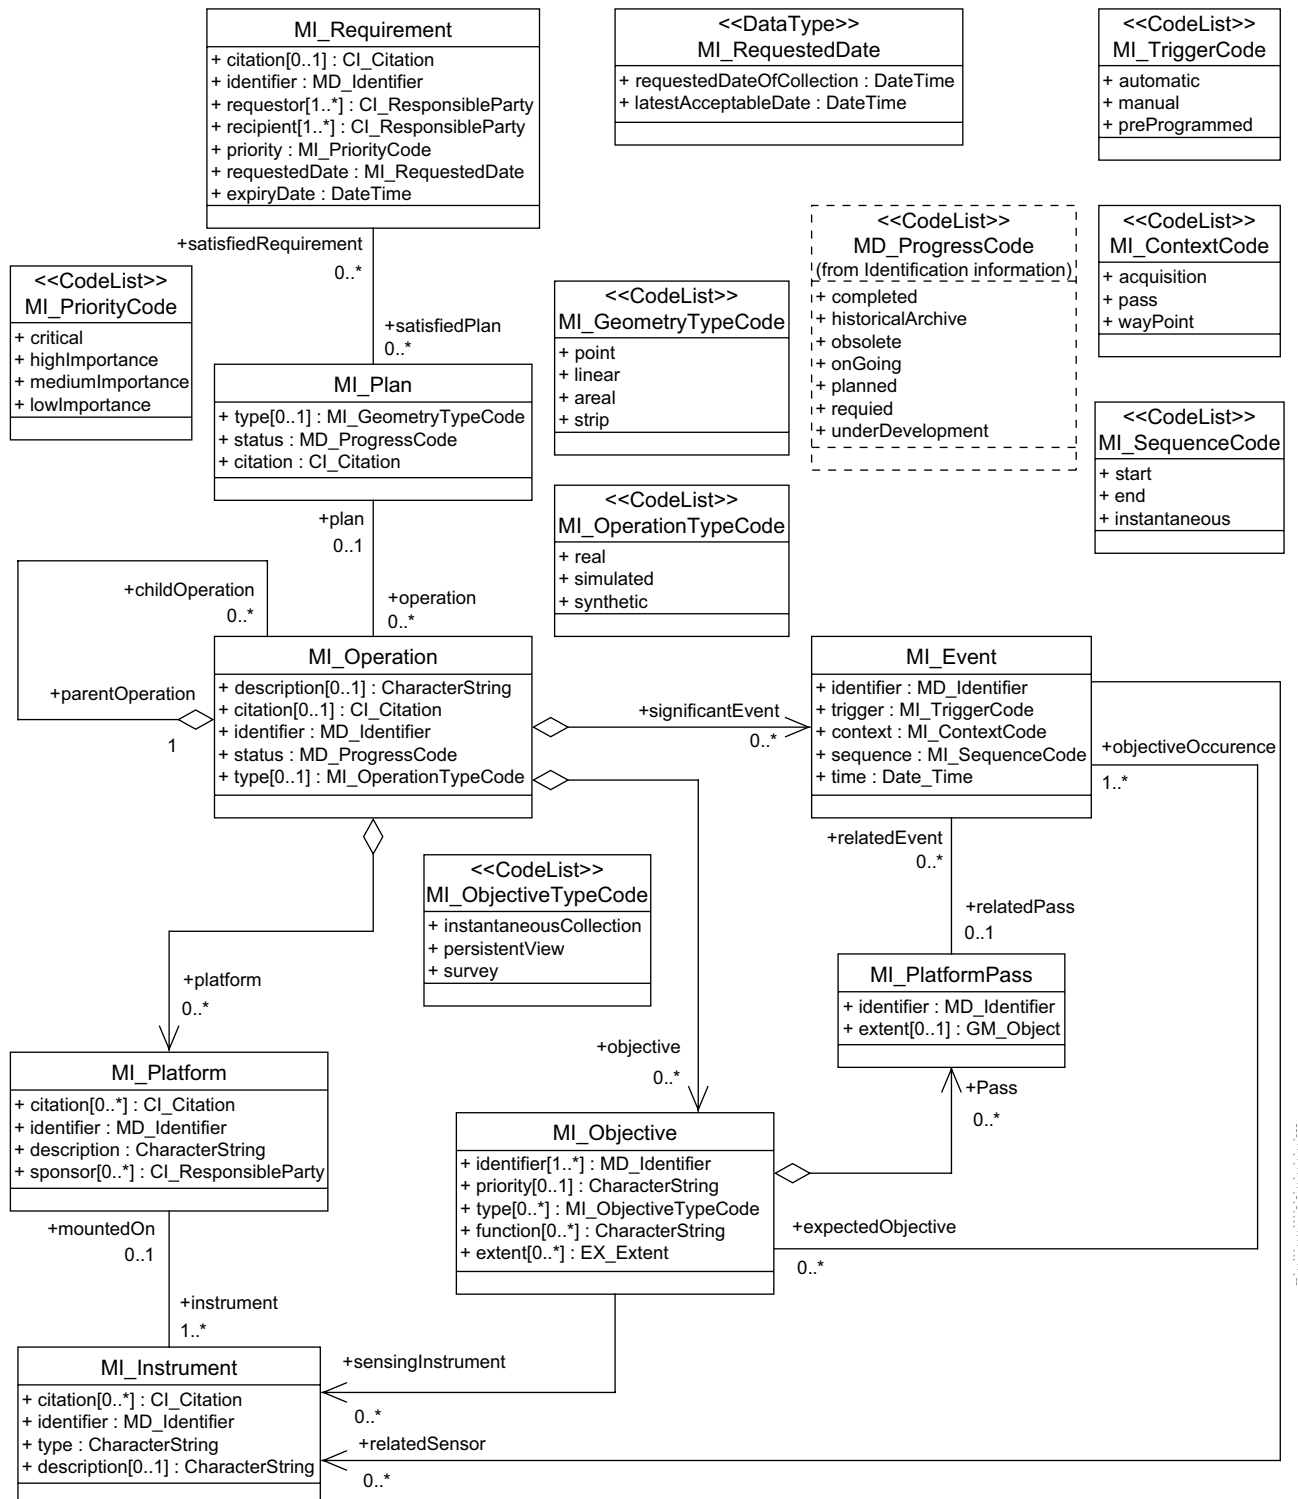 MI_Requirement
+ citation[0..1] : CI_Citation
+ identifier : MD_Identifier
+ requestor[1..*] : CI_ResponsibleParty
+ recipient[1..*] : CI_ResponsibleParty
+ priority : MI_PriorityCode
+ requestedDate : MI_RequestedDate
+ expiryDate : DateTime
<<DataType>>
MI_RequestedDate
+ requestedDateOfCollection : DateTime
+ latestAcceptableDate : DateTime
<<CodeList>>
MI_TriggerCode
+ automatic
+ manual
+ preProgrammed
+satisfiedRequirement
0..*
<<CodeList>>
MI_PriorityCode
+ critical
+ highImportance
+ mediumImportance
+ lowImportance
+satisfiedPlan
0..*
<<CodeList>>
MI_GeometryTypeCode
+ point
+ linear
+ areal
+ strip
<<CodeList>>
MD_ProgressCode
(from Identification information)
+ completed
+ historicalArchive
+ obsolete
+ onGoing
+ planned
+ requied
+ underDevelopment
<<CodeList>>
MI_ContextCode
+ acquisition
+ pass
+ wayPoint
MI_Plan
+ type[0..1] : MI_GeometryTypeCode
+ status : MD_ProgressCode
+ citation : CI_Citation
<<CodeList>>
MI_SequenceCode
+ start
+ end
+ instantaneous
<<CodeList>>
MI_OperationTypeCode
+ real
+ simulated
+ synthetic
+plan
0..1
+childOperation
0..*
+operation
0..*
+parentOperation
1
MI_Operation
+ description[0..1] : CharacterString
+ citation[0..1] : CI_Citation
+ identifier : MD_Identifier
+ status : MD_ProgressCode
+ type[0..1] : MI_OperationTypeCode
+significantEvent
0..*
MI_Event
+ identifier : MD_Identifier
+ trigger : MI_TriggerCode
+ context : MI_ContextCode
+ sequence : MI_SequenceCode
+ time : Date_Time
+objectiveOccurence
1..*
+relatedEvent
0..*
<<CodeList>>
MI_ObjectiveTypeCode
+ instantaneousCollection
+ persistentView
+ survey
+relatedPass
0..1
+platform
0..*
MI_PlatformPass
+ identifier : MD_Identifier
+ extent[0..1] : GM_Object
+objective
0..*
+Pass
0..*
MI_Platform
+ citation[0..*] : CI_Citation
+ identifier : MD_Identifier
+ description : CharacterString
+ sponsor[0..*] : CI_ResponsibleParty
MI_Objective
+ identifier[1..*] : MD_Identifier
+ priority[0..1] : CharacterString
+ type[0..*] : MI_ObjectiveTypeCode
+ function[0..*] : CharacterString
+ extent[0..*] : EX_Extent
+mountedOn
0..1
+expectedObjective
0..*
+instrument
1..*
MI_Instrument
+ citation[0..*] : CI_Citation
+ identifier : MD_Identifier
+ type : CharacterString
+ description[0..1] : CharacterString
+sensingInstrument
0..*
+relatedSensor
0..*